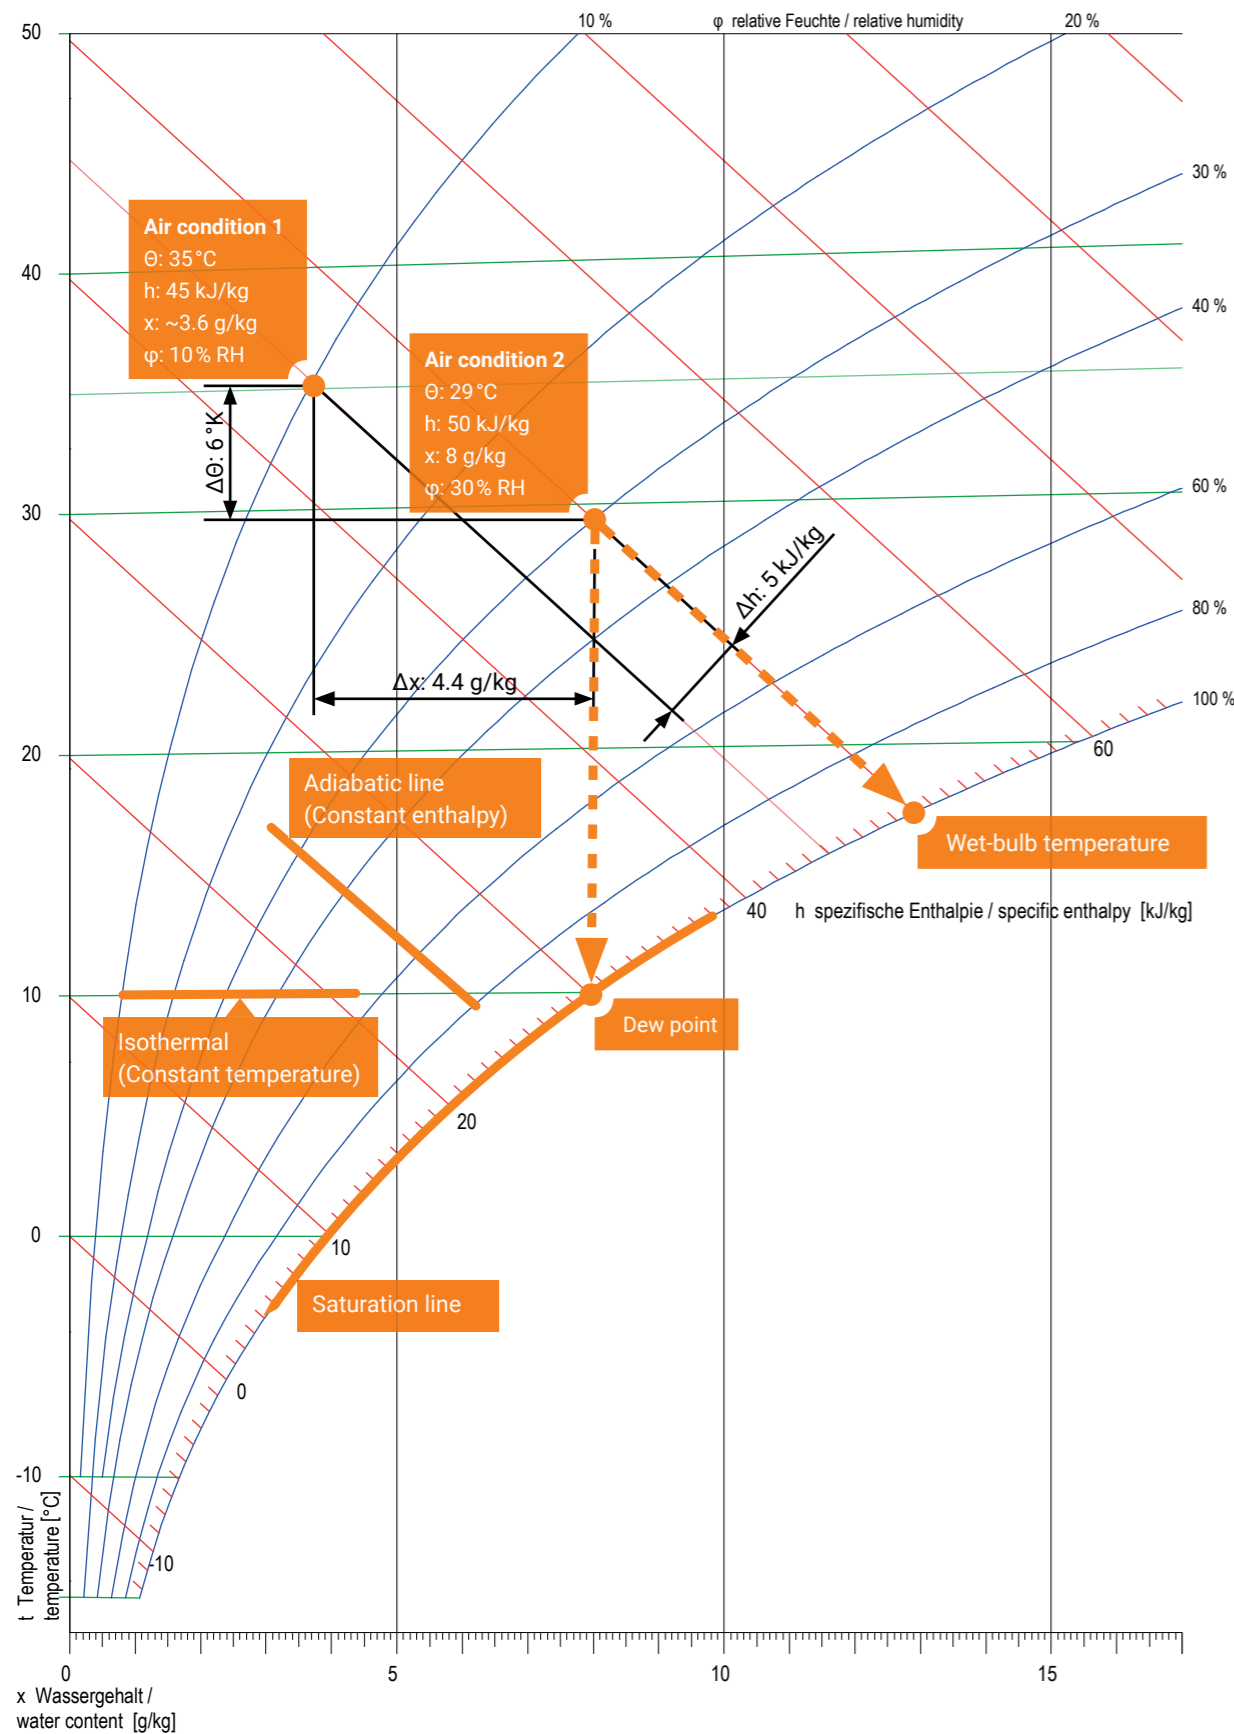 10 %
φ relative Feuchte / relative humidity
20 %
50
30 %
Air condition 1
Θ: 35 °C
h: 45 kJ/kg
x: ~3.6 g/kg
φ: 10 % RH
40
40 %
Air condition 2
Θ: 29 °C
h: 50 kJ/kg
x: 8 g/kg
φ: 30 % RH
ΔΘ: 6 °K
60 %
30
Δh: 5 kJ/kg
80 %
Δx: 4.4 g/kg
100 %
20
60
Adiabatic line
(Constant enthalpy)
Wet-bulb temperature
40
h spezifische Enthalpie / specific enthalpy [kJ/kg]
10
Dew point
Isothermal
(Constant temperature)
20
0
10
Saturation line
0
-10
-10
t Temperatur /
temperature [°C]
0
5
10
15
x Wassergehalt /
water content [g/kg]